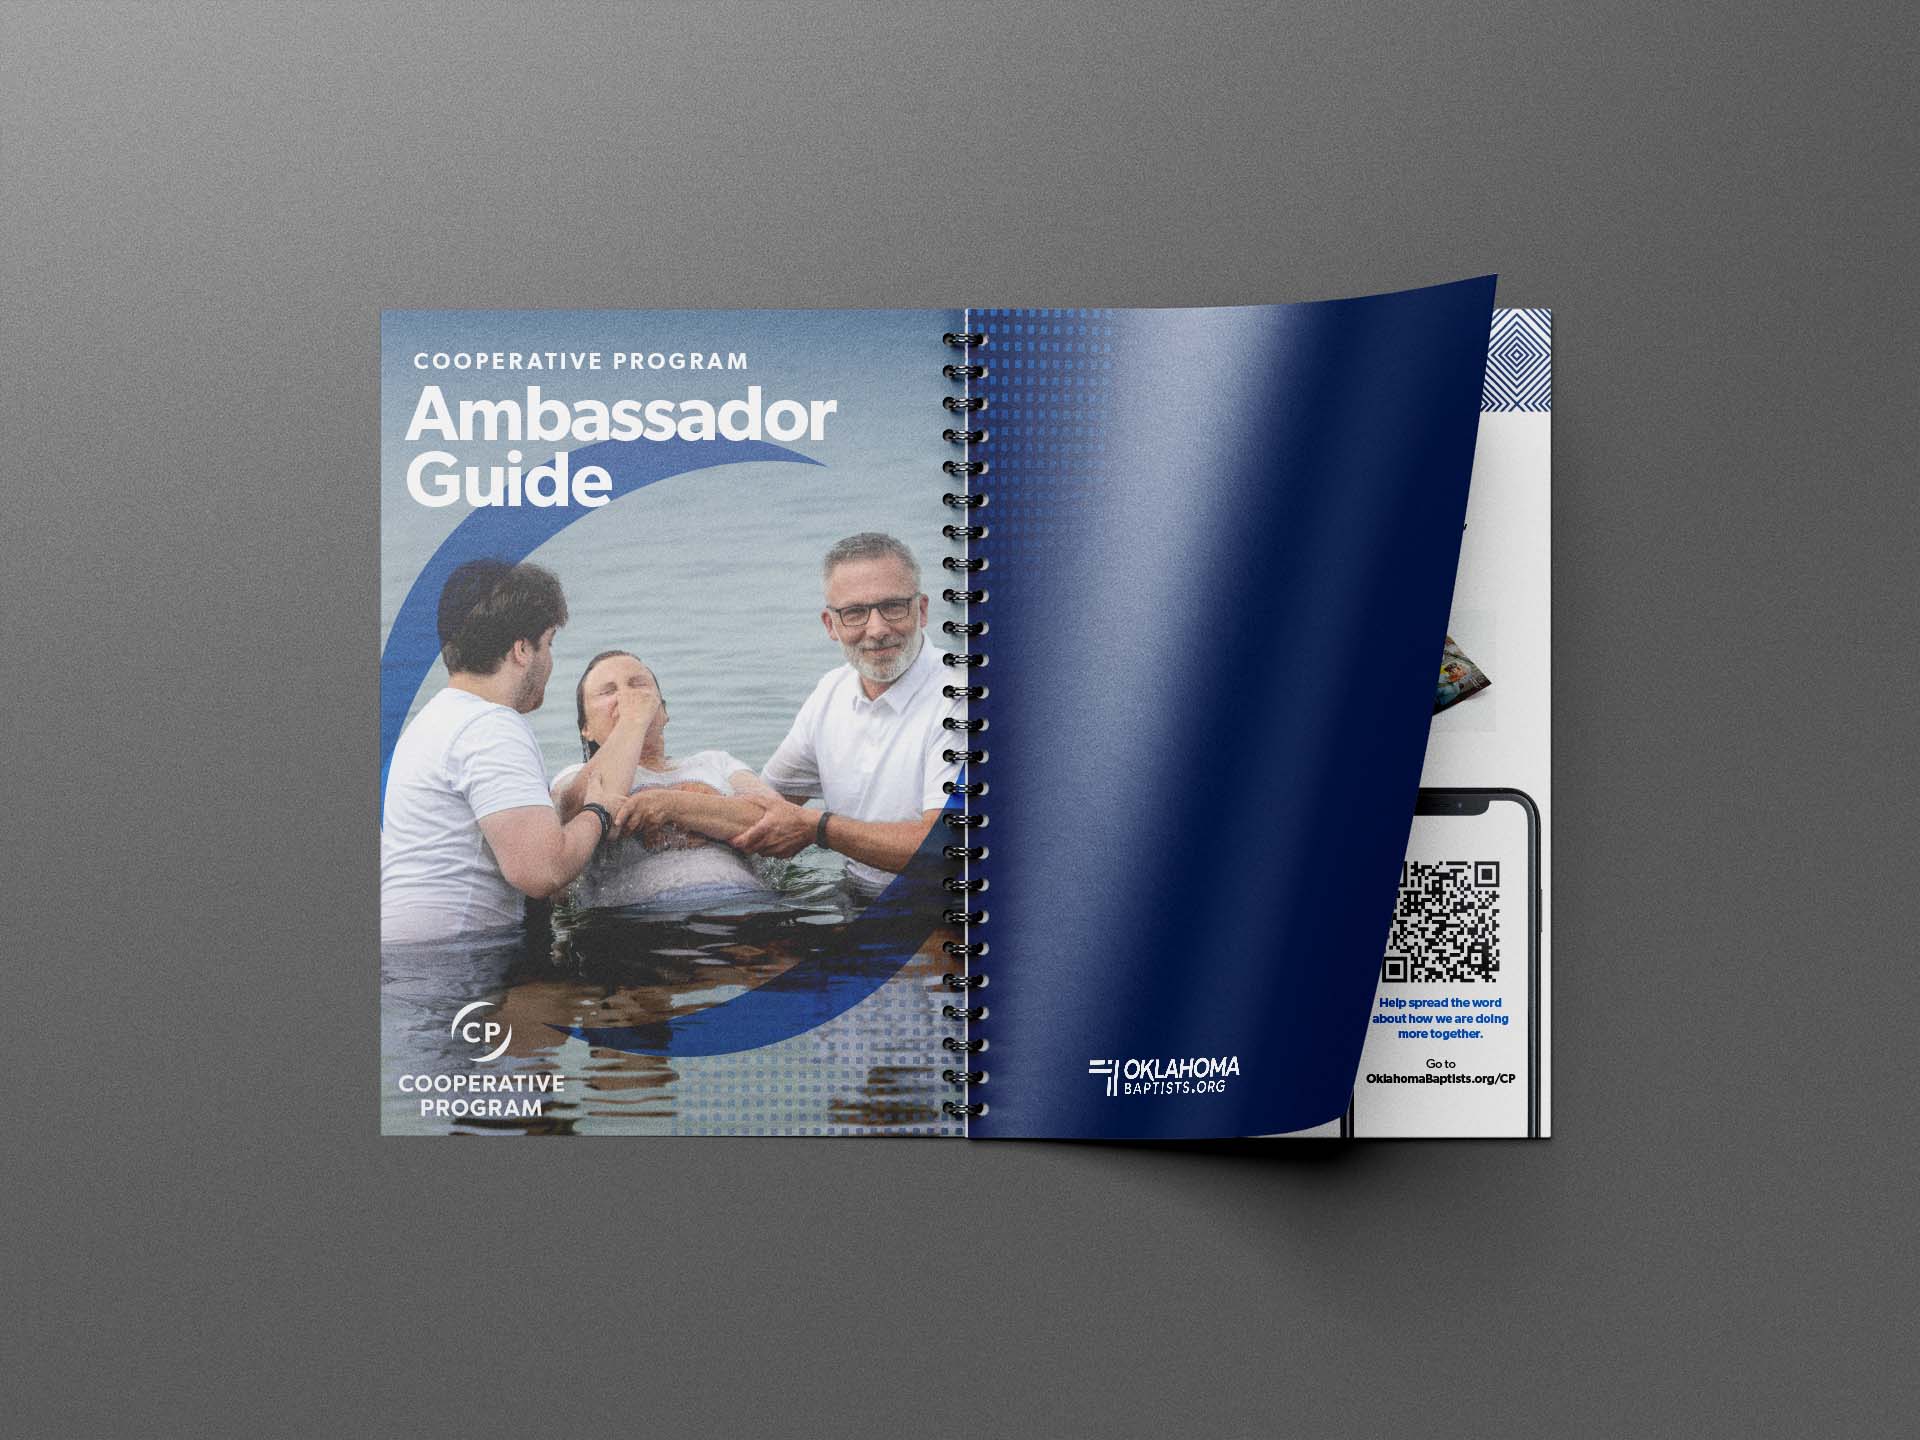 COOPERATIVE PROGRAM
Ambassador
Guide
CP
COOPERATIVE
PROGRAM
OKLAHOMA
BAPTISTS.ORG
Help spread the word
about how we are doing
more together.
Go to
OklahomaBaptists.org/CP